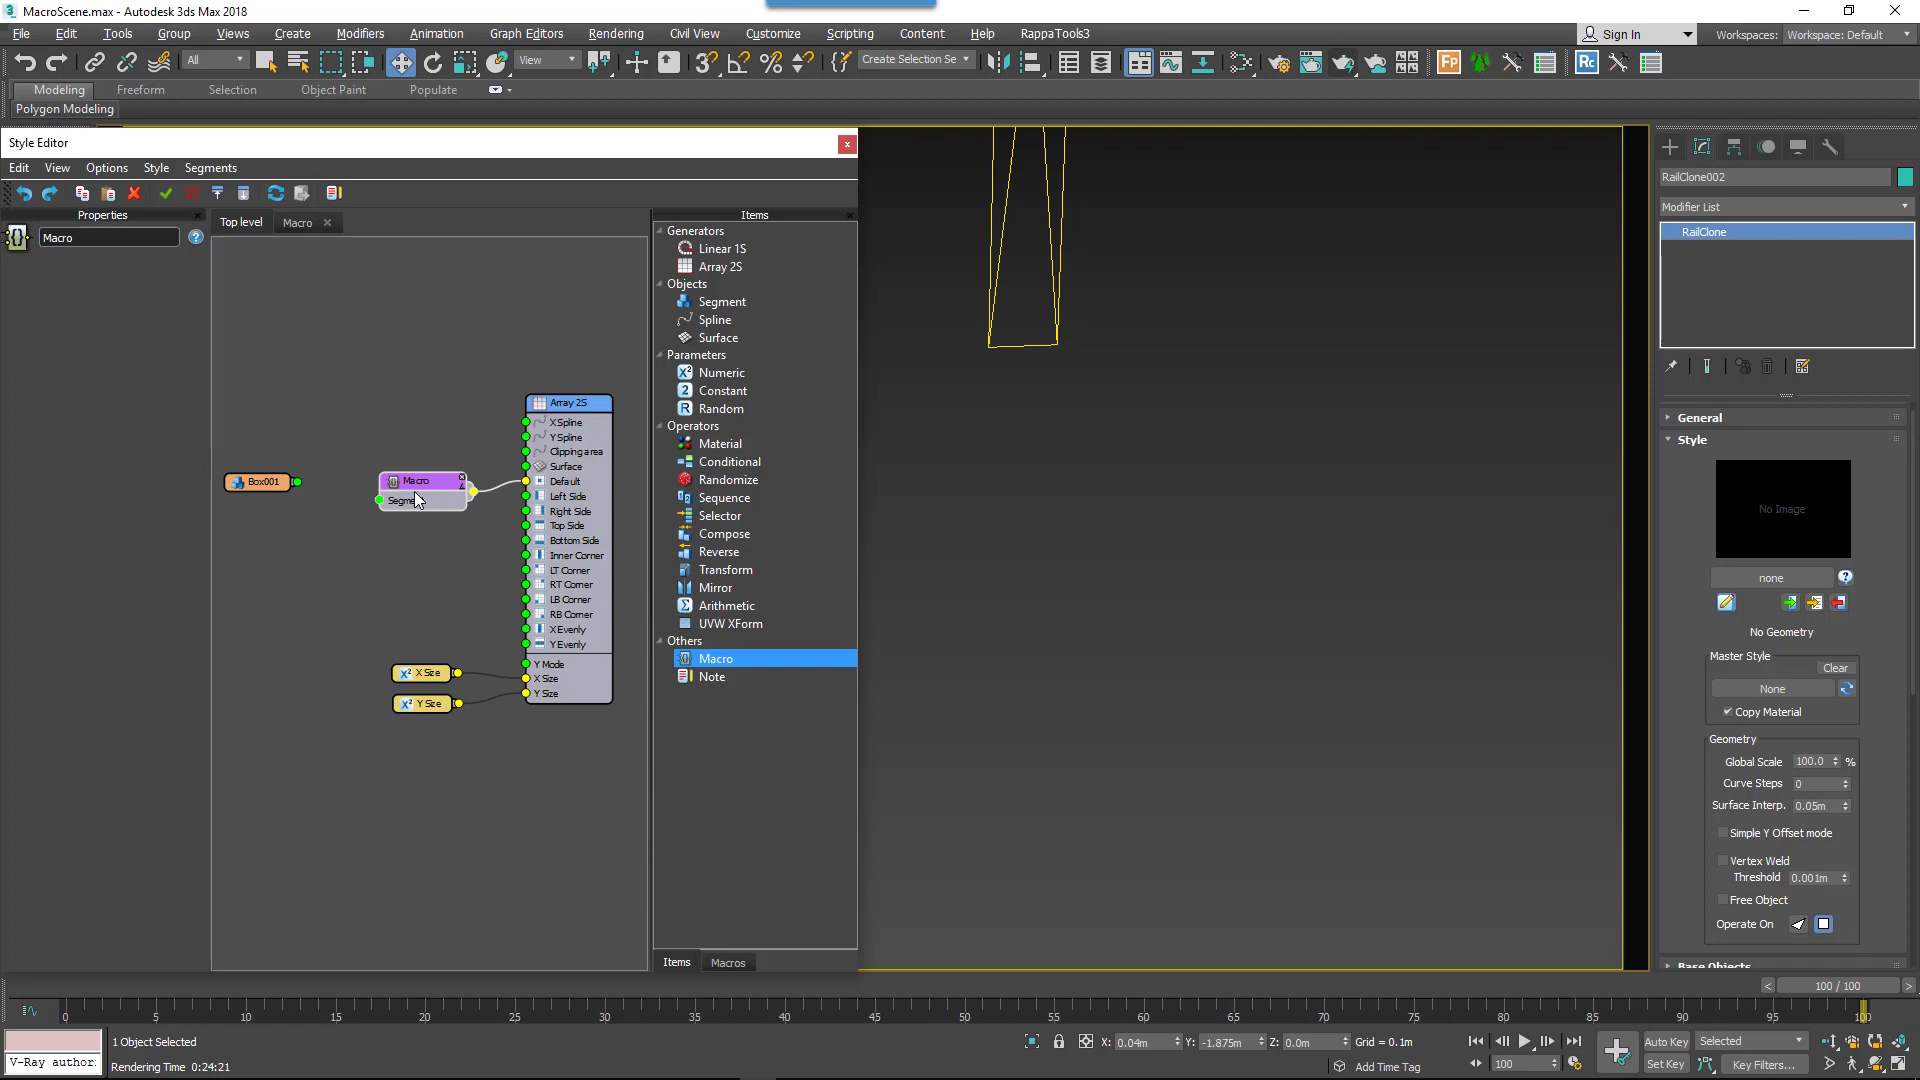 MacroScene.max - Autodesk 3ds Max 2018
File Edit Tools Group Views Create Modifiers Animation Graph Editors Rendering Civil View Customize Scripting Content Help RappaTools3 Sign In Workspaces: Workspace: Default
All View Create Selection Se Fp Rc
Modeling Freeform Selection Object Paint Populate
Polygon Modeling
Style Editor
Edit View Options Style Segments
Properties
Macro
Top level Macro
Box001
Macro
Segme
Array 2S
X Spline
Y Spline
Clipping area
Surface
Default
Left Side
Right Side
Top Side
Bottom Side
Inner Corner
LT Corner
RT Corner
LB Corner
RB Corner
X Evenly
Y Evenly
Y Mode
X Size
Y Size
X Size
Y Size
Items
Generators
Linear 1S
Array 2S
Objects
Segment
Spline
Surface
Parameters
Numeric
Constant
Random
Operators
Material
Conditional
Randomize
Sequence
Selector
Compose
Reverse
Transform
Mirror
Arithmetic
UVW XForm
Others
Macro
Note
Items Macros
RailClone002
Modifier List
RailClone
General
Style
No Image
none
No Geometry
Master Style
Clear
None
Copy Material
Geometry
Global Scale 100.0 %
Curve Steps 0
Surface Interp. 0.05m
Simple Y Offset mode
Vertex Weld
Threshold 0.001m
Free Object
Operate On
Base Objects
< 100 / 100 >
0 5 10 15 20 25 30 35 40 45 50 55 60 65 70 75 80 85 90 95 100
1 Object Selected X: 0.04m Y: -1.875m Z: 0.0m Grid = 0.1m Auto Key Selected
V-Ray author: Rendering Time 0:24:21 Add Time Tag 100 Set Key Key Filters...